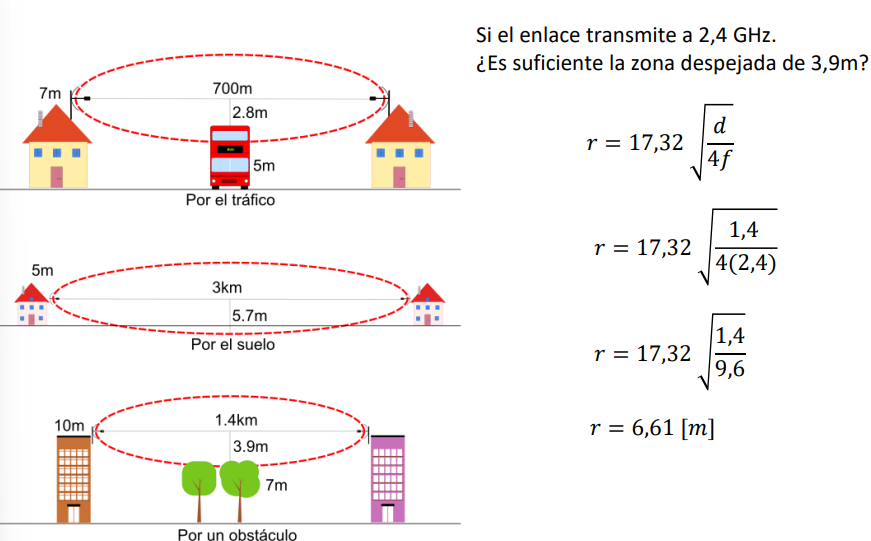 Si el enlace transmite a 2,4 GHz.
¿Es suficiente la zona despejada de 3,9m?
7m
700m
2.8m
5m
Por el tráfico
5m
3km
5.7m
Por el suelo
10m
1.4km
3.9m
7m
Por un obstáculo
r = 17,32 √(d/4f)
r = 17,32 √(1,4/4(2,4))
r = 17,32 √(1,4/9,6)
r = 6,61 [m]